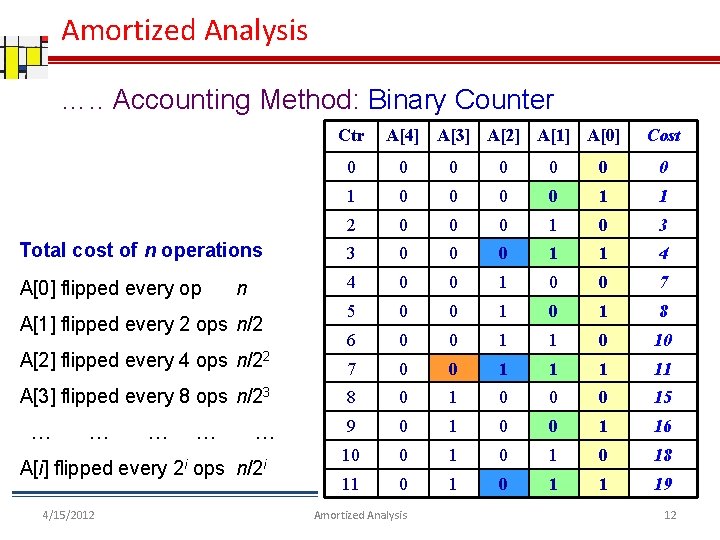 Amortized Analysis
….. Accounting Method: Binary Counter
Total cost of n operations
A[0] flipped every op n
A[1] flipped every 2 ops n/2
A[2] flipped every 4 ops n/2²
A[3] flipped every 8 ops n/2³
… … … … …
A[i] flipped every 2ⁱ ops n/2ⁱ
Ctr A[4] A[3] A[2] A[1] A[0] Cost
0 0 0 0 0 0 0
1 0 0 0 0 1 1
2 0 0 0 1 0 3
3 0 0 0 1 1 4
4 0 0 1 0 0 7
5 0 0 1 0 1 8
6 0 0 1 1 0 10
7 0 0 1 1 1 11
8 0 1 0 0 0 15
9 0 1 0 0 1 16
10 0 1 0 1 0 18
11 0 1 0 1 1 19
4/15/2012 Amortized Analysis 12